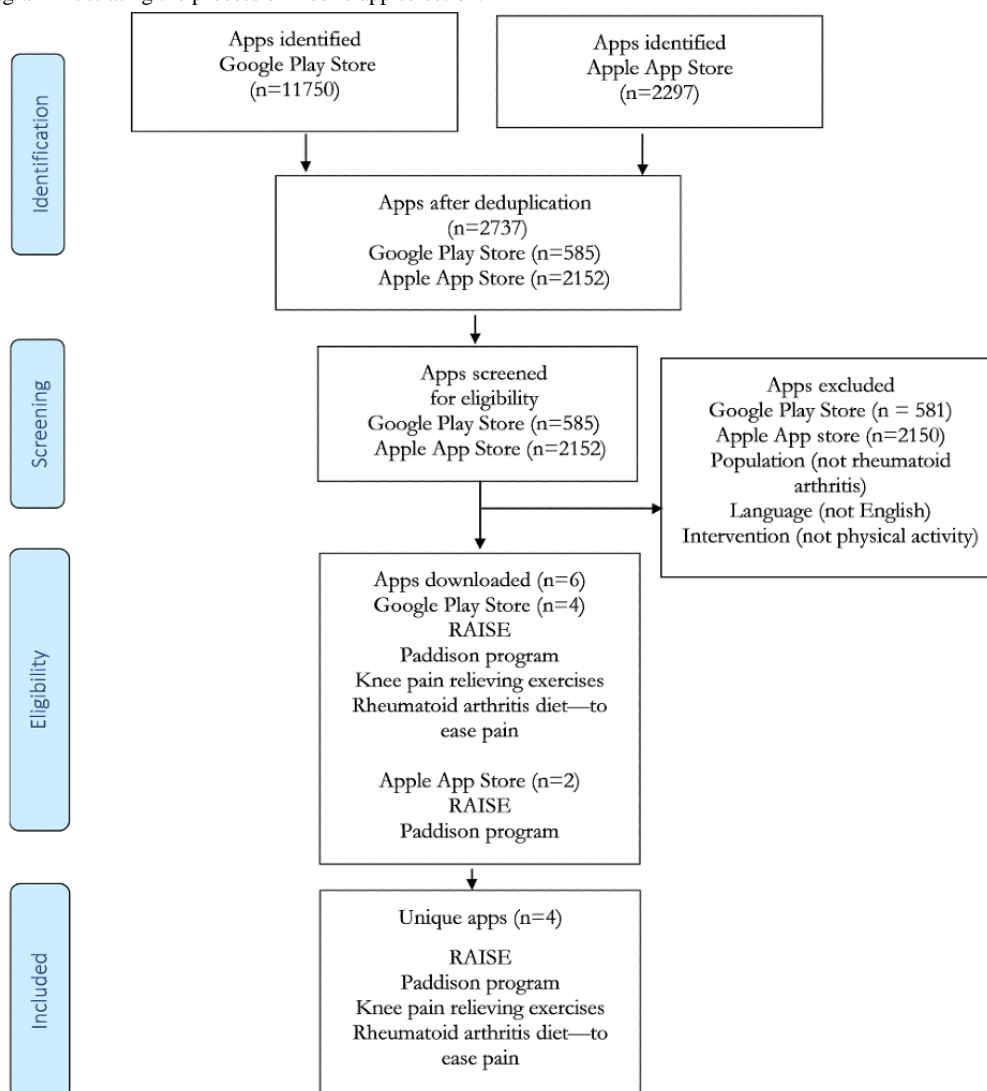 Apps identified
Google Play Store
(n=11750)
Apps identified
Apple App Store
(n=2297)
Identification
Apps after deduplication
(n=2737)
Google Play Store (n=585)
Apple App Store (n=2152)
Screening
Apps screened
for eligibility
Google Play Store (n=585)
Apple App Store (n=2152)
Apps excluded
Google Play Store (n = 581)
Apple App store (n=2150)
Population (not rheumatoid
arthritis)
Language (not English)
Intervention (not physical activity)
Eligibility
Apps downloaded (n=6)
Google Play Store (n=4)
RAISE
Paddison program
Knee pain relieving exercises
Rheumatoid arthritis diet—to
ease pain
Apple App Store (n=2)
RAISE
Paddison program
Included
Unique apps (n=4)
RAISE
Paddison program
Knee pain relieving exercises
Rheumatoid arthritis diet—to
ease pain